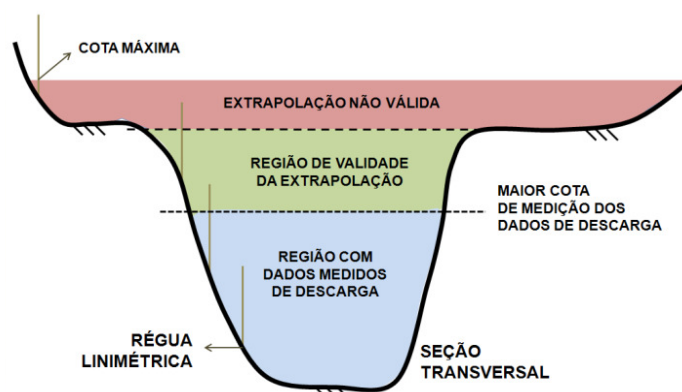 COTA MÁXIMA
EXTRAPOLAÇÃO NÃO VÁLIDA
REGIÃO DE VALIDADE
DA EXTRAPOLAÇÃO
MAIOR COTA
DE MEDIÇÃO DOS
DADOS DE DESCARGA
REGIÃO COM
DADOS MEDIDOS
DE DESCARGA
RÉGUA
LINIMÉTRICA
SEÇÃO
TRANSVERSAL